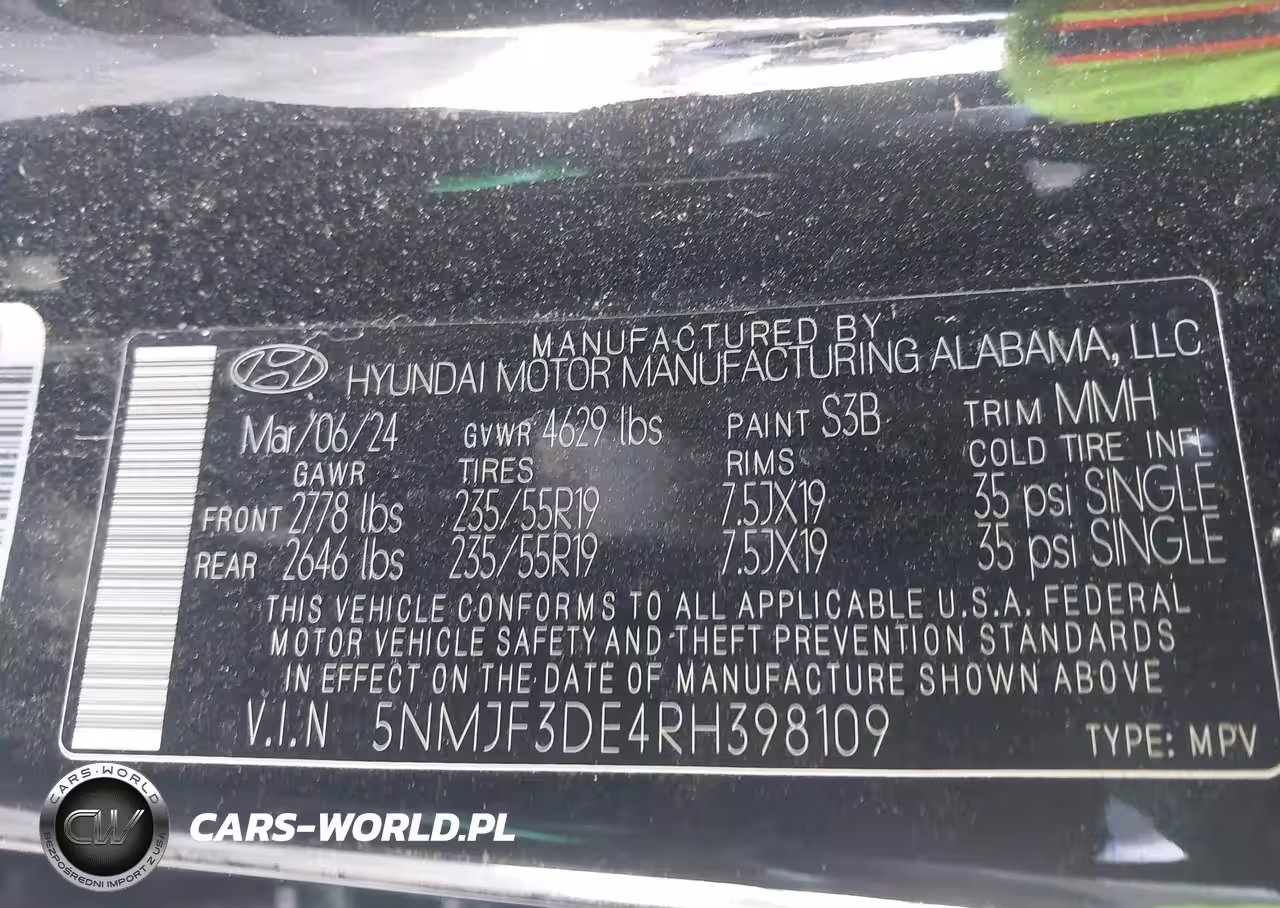 MANUFACTURED BY
HYUNDAI MOTOR MANUFACTURING ALABAMA, LLC
Mar/06/24 GVWR 4629 lbs PAINT S3B TRIM MMH
GAWR TIRES RIMS COLD TIRE INFL
FRONT 2778 lbs 235/55R19 7.5JX19 35 psi SINGLE
REAR 2646 lbs 235/55R19 7.5JX19 35 psi SINGLE
THIS VEHICLE CONFORMS TO ALL APPLICABLE U.S.A. FEDERAL
MOTOR VEHICLE SAFETY AND THEFT PREVENTION STANDARDS
IN EFFECT ON THE DATE OF MANUFACTURE SHOWN ABOVE
V.I.N 5NMJF3DE4RH398109 TYPE: MPV
CARS-WORLD
CW
BEZPOŚREDNI IMPORT Z USA
CARS-WORLD.PL